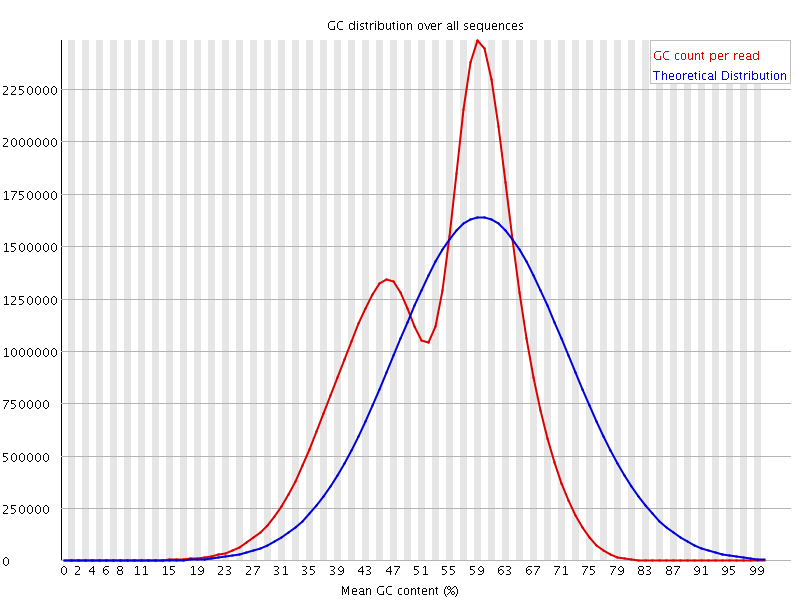 GC distribution over all sequences
GC count per read
Theoretical Distribution
2250000
2000000
1750000
1500000
1250000
1000000
750000
500000
250000
0
0 2 4 6 8 11 15 19 23 27 31 35 39 43 47 51 55 59 63 67 71 75 79 83 87 91 95 99
Mean GC content (%)